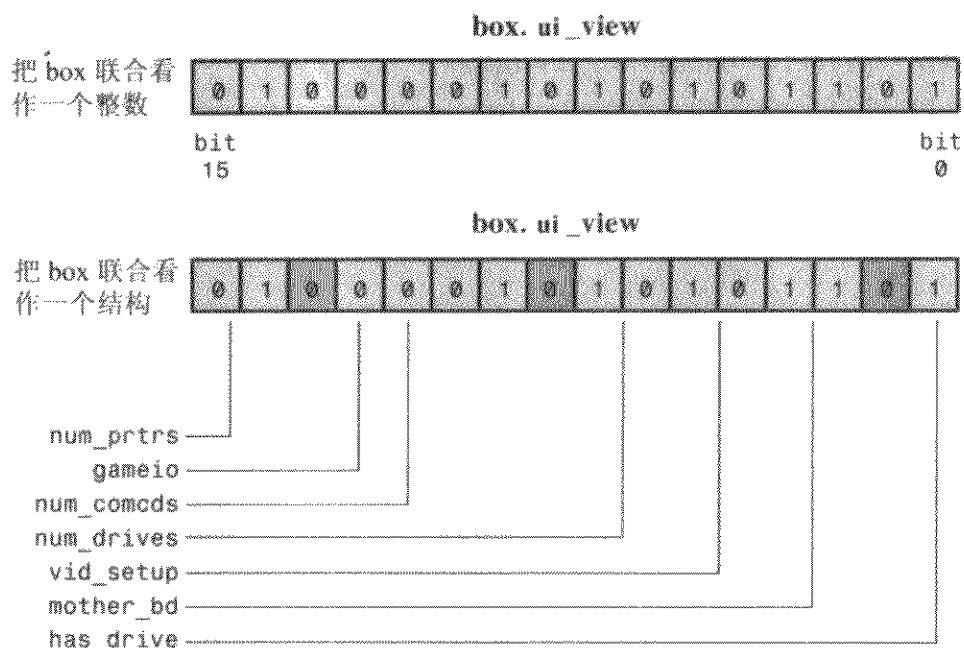 box. ui_view
把 box 联合看
作一个整数
0 1 0 0 0 0 1 0 1 0 1 0 1 1 0 1
bit
15
bit
0
box. ui_view
把 box 联合看
作一个结构
0 1 0 0 0 0 1 0 1 0 1 0 1 1 0 1
num_prtrs
gameio
num_comcds
num_drives
vid_setup
mother_bd
has drive